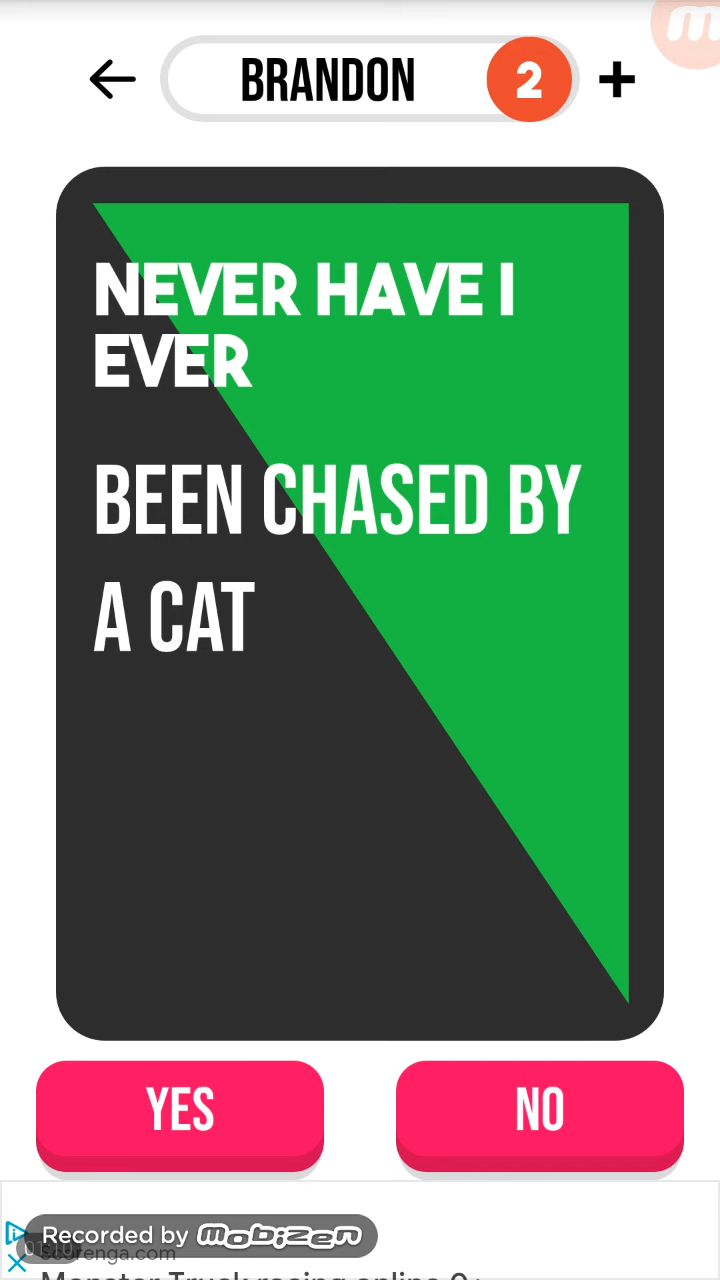 BRANDON 2 +
NEVER HAVE I
EVER
BEEN CHASED BY
A CAT
YES NO
Recorded by mobizen